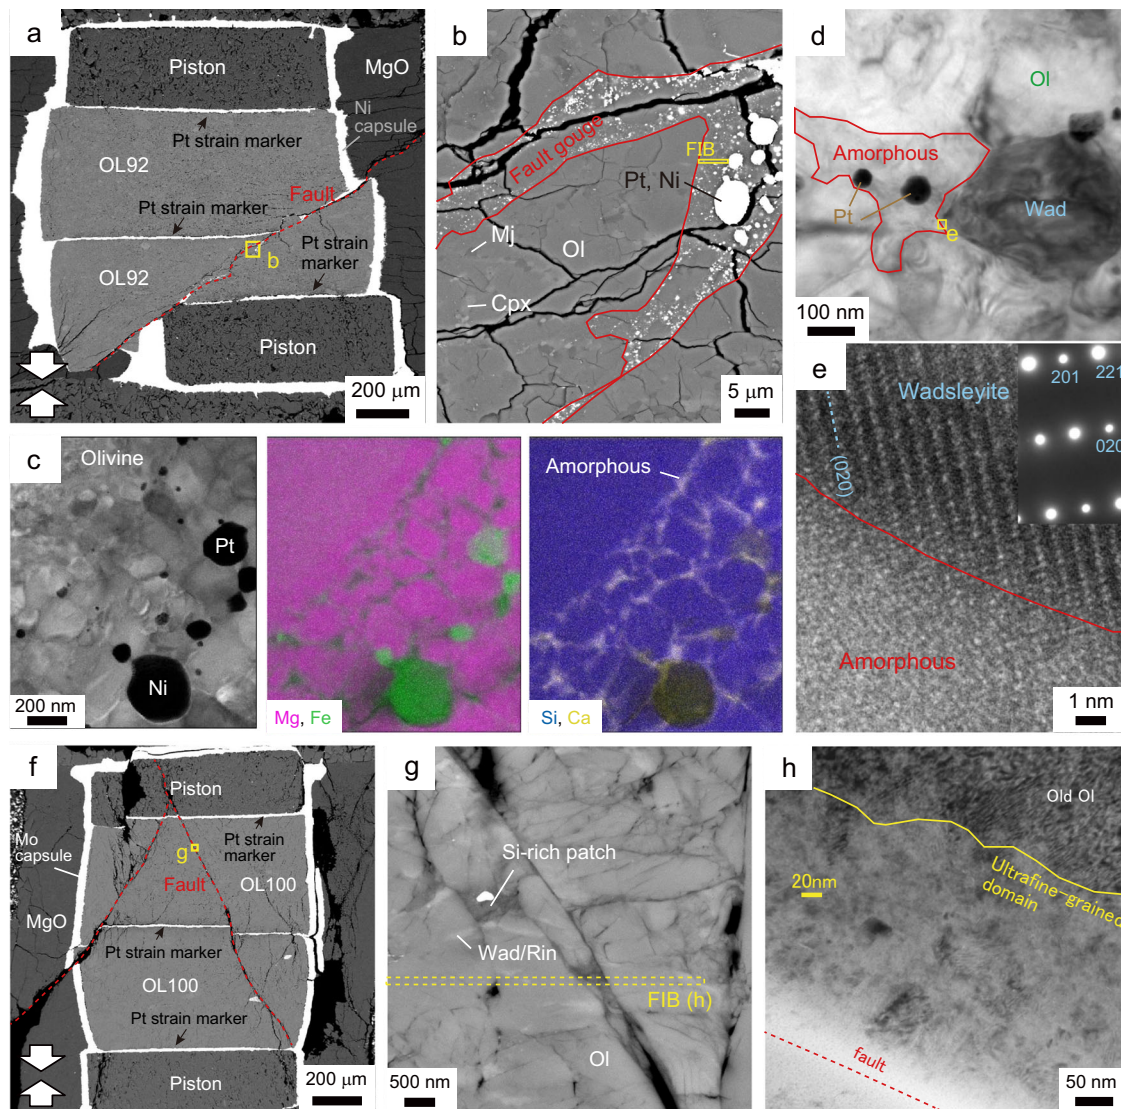 a
Piston
MgO
Ni
capsule
Pt strain marker
OL92
Fault
Pt strain marker
Pt strain
marker
b
OL92
Piston
200 μm
b
Fault gouge
FIB
Pt, Ni
Mj
Ol
Cpx
5 μm
d
Ol
Amorphous
Pt
Wad
e
100 nm
c
Olivine
Pt
Ni
200 nm
Mg, Fe
Amorphous
Si, Ca
e
Wadsleyite
201
221
020
(020)
Amorphous
1 nm
f
Piston
Mo
capsule
Pt strain
marker
g
Fault
OL100
MgO
Pt strain marker
OL100
Pt strain marker
Piston
200 μm
g
Si-rich patch
Wad/Rin
FIB (h)
Ol
500 nm
h
Old Ol
Ultrafine-grained
domain
20nm
fault
50 nm